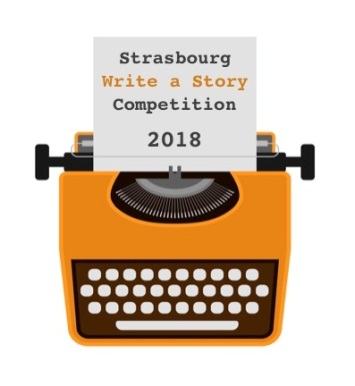 Strasbourg
Write a Story
Competition
2018